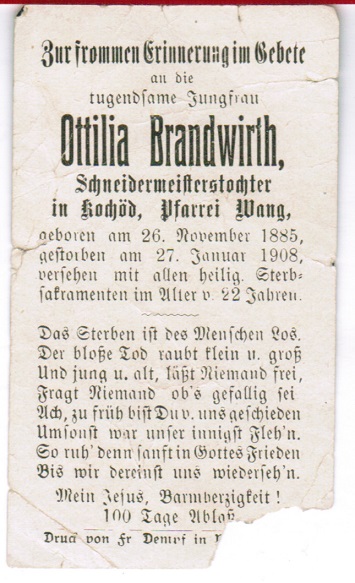 Zur frommen Erinnerung im Gebete
an die
tugendsame Jungfrau
Ottilia Brandwirth,
Schneidermeisterstochter
in Kochöd, Pfarrei Wang,
geboren am 26. November 1885,
gestorben am 27. Januar 1908,
versehen mit allen heilig. Sterb-
sakramenten im Alter v. 22 Jahren.
Das Sterben ist des Menschen Los.
Der bloße Tod raubt klein u. groß
Und jung u. alt, läßt Niemand frei,
Fragt Niemand ob's gefallig sei
Ach, zu früh bist Du v. uns geschieden
Umsonst war unser innigst Fleh'n.
So ruh' denn sanft in Gottes Frieden
Bis wir dereinst uns wiederseh'n.
Mein Jesus, Barmherzigkeit!
100 Tage Ablaß
Druck von Fr Dempf in